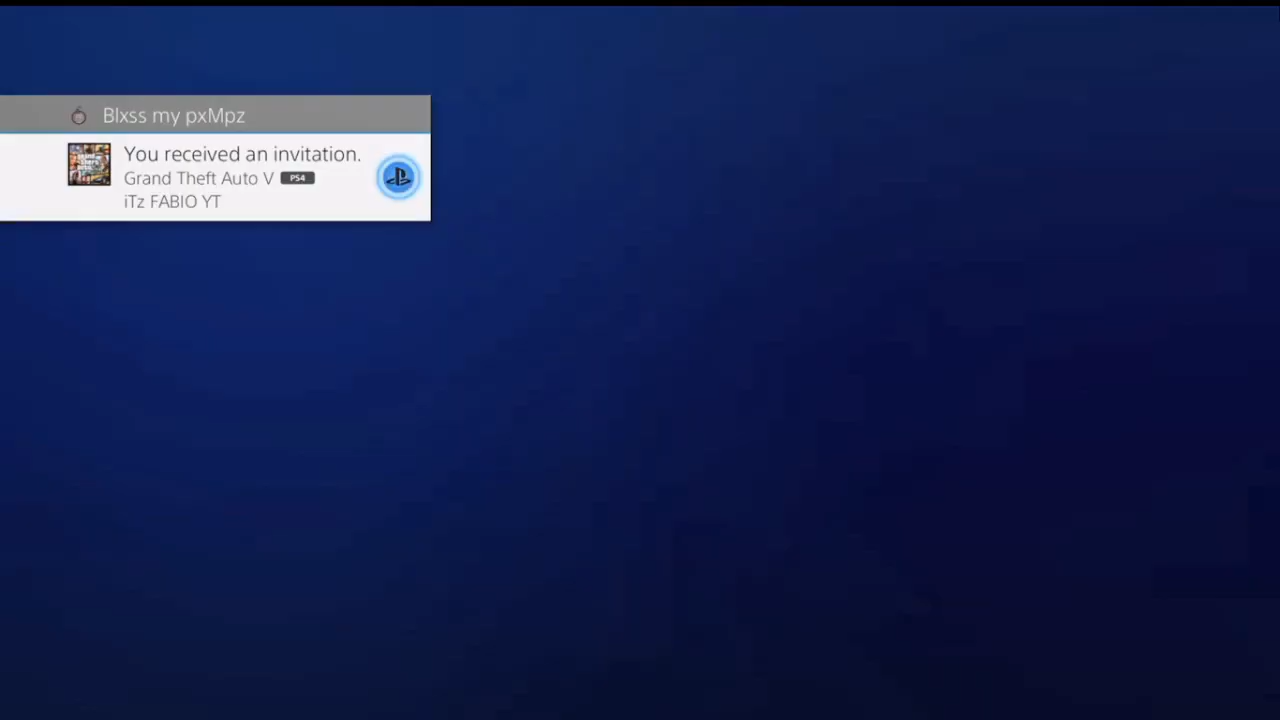 Blxss my pxMpz
You received an invitation.
Grand Theft Auto V PS4
iTz FABIO YT